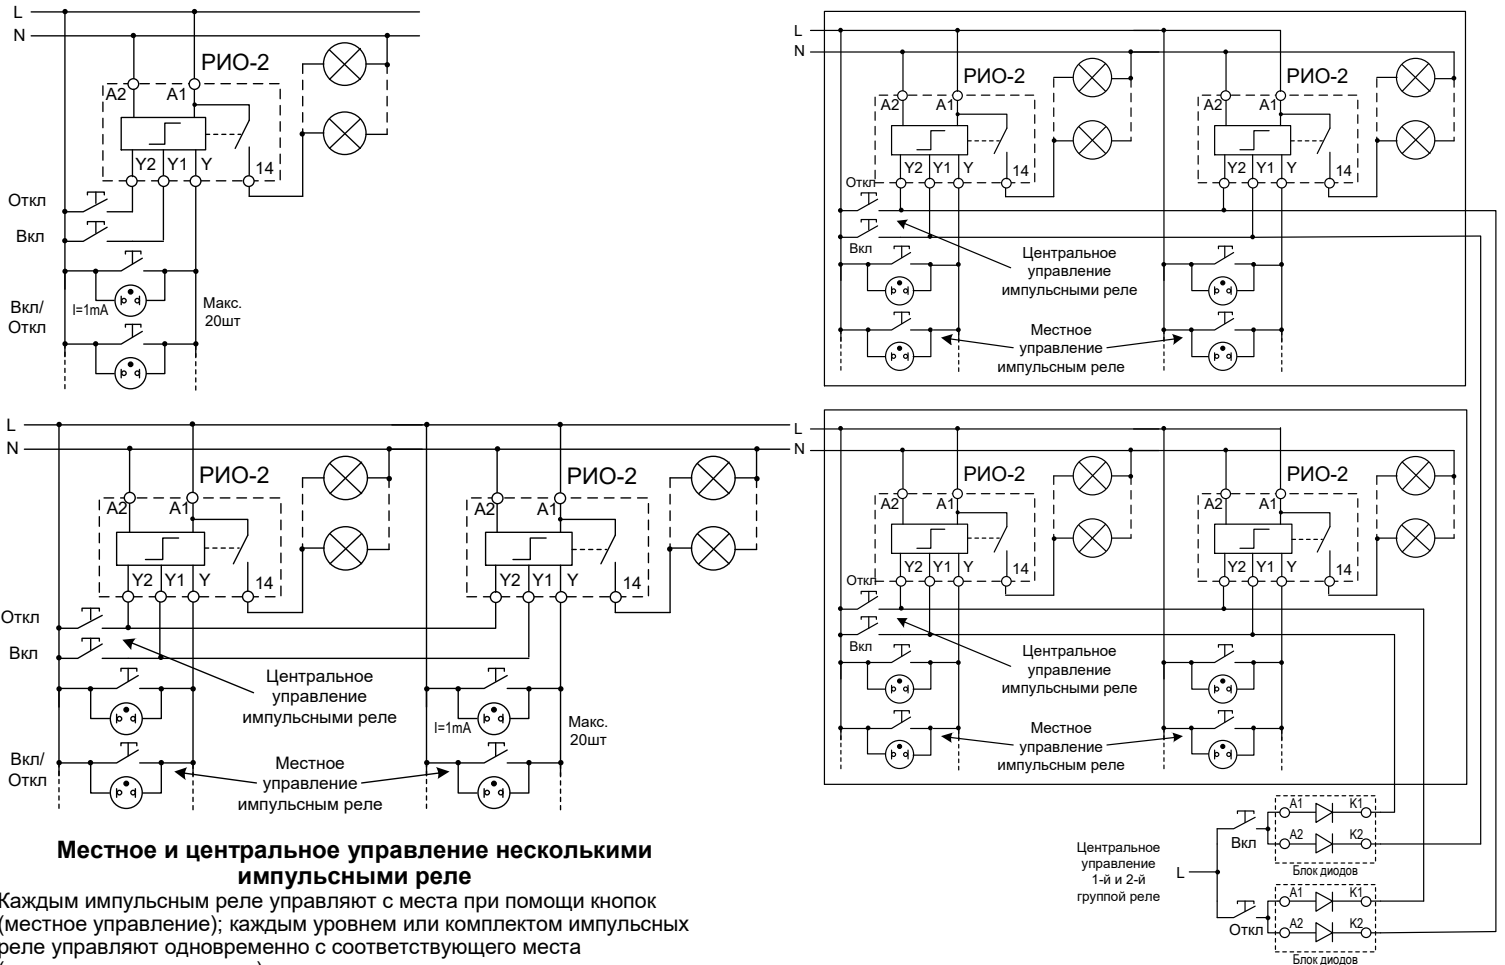 L
N
РИО-2
A2
A1
Y2
Y1
Y
14
Откл
Вкл
Вкл/
Откл
I=1mA
Макс.
20шт
L
N
РИО-2
РИО-2
A2
A1
A2
A1
Y2
Y1
Y
14
Y2
Y1
Y
14
Откл
Вкл
Центральное
управление
импульсными реле
Местное
управление
импульсным реле
L
N
РИО-2
РИО-2
A2
A1
A2
A1
Y2
Y1
Y
14
Y2
Y1
Y
14
Откл
Вкл
Центральное
управление
импульсными реле
I=1mA
Макс.
20шт
Вкл/
Откл
Местное
управление
импульсным реле
L
N
РИО-2
РИО-2
A2
A1
A2
A1
Y2
Y1
Y
14
Y2
Y1
Y
14
Откл
Вкл
Центральное
управление
импульсными реле
Местное
управление
импульсным реле
Центральное
управление
1-й и 2-й
группой реле
L
Вкл
A1
K1
A2
K2
Блок диодов
Откл
A1
K1
A2
K2
Блок диодов
Местное и центральное управление несколькими
импульсными реле
Каждым импульсным реле управляют с места при помощи кнопок
(местное управление); каждым уровнем или комплектом импульсных
реле управляют одновременно с соответствующего места